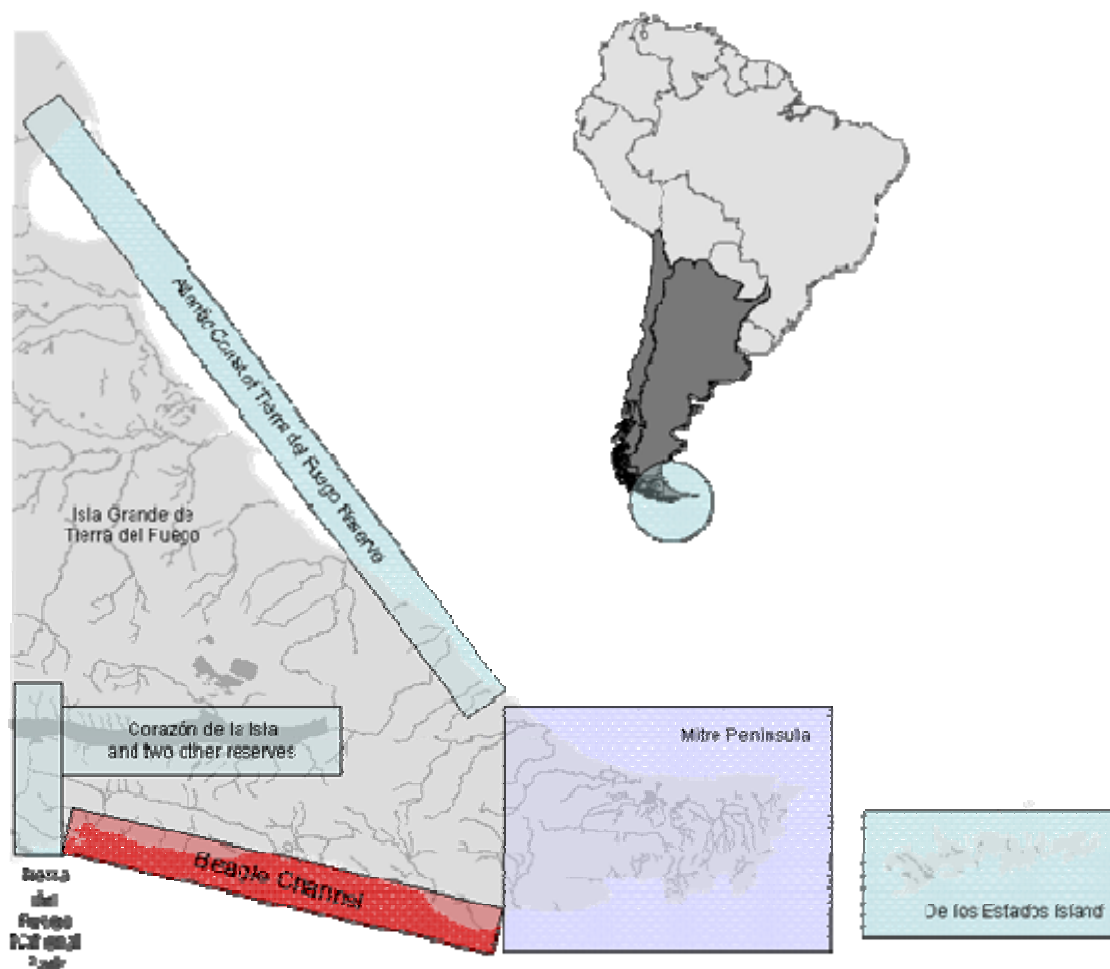 Atlantic Coast of Tierra del Fuego Reserve
Isla Grande de
Tierra del Fuego
Corazón de la Isla
and two other reserves
Mitre Peninsula
Beagle Channel
De los Estados Island
del